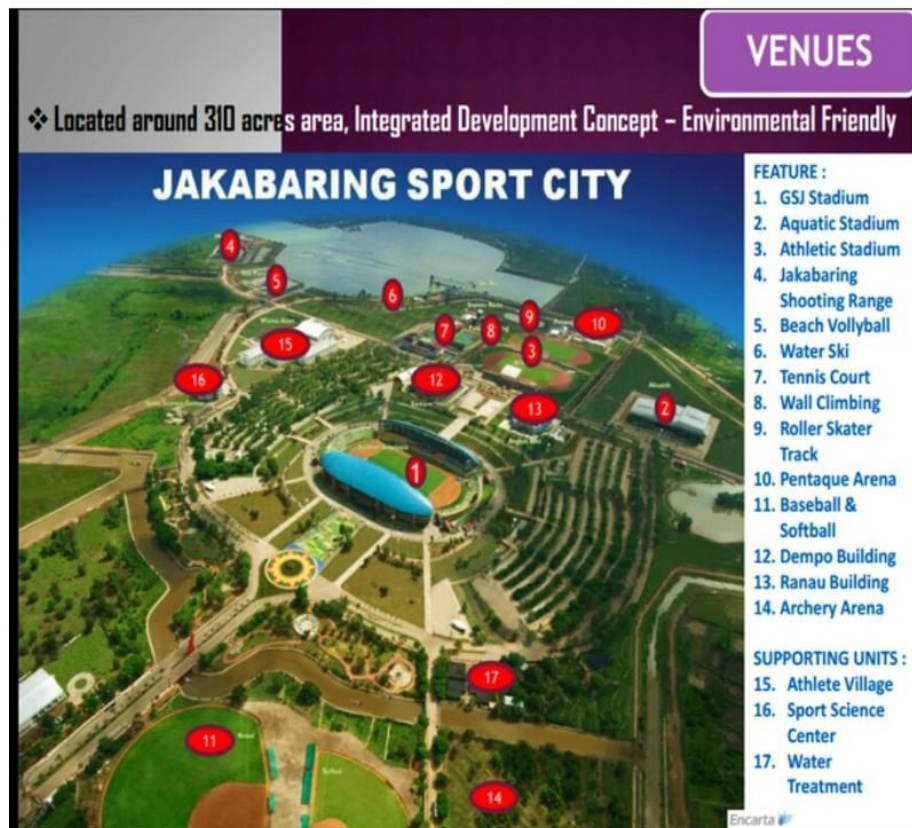 VENUES
❖ Located around 310 acres area, Integrated Development Concept – Environmental Friendly
JAKABARING SPORT CITY
4
5
6
9
10
7
8
3
15
12
16
13
2
1
17
11
14
FEATURE :
1. GSJ Stadium
2. Aquatic Stadium
3. Athletic Stadium
4. Jakabaring
Shooting Range
5. Beach Vollyball
6. Water Ski
7. Tennis Court
8. Wall Climbing
9. Roller Skater
Track
10. Pentaque Arena
11. Baseball &
Softball
12. Dempo Building
13. Ranau Building
14. Archery Arena
SUPPORTING UNITS :
15. Athlete Village
16. Sport Science
Center
17. Water
Treatment
Encarta